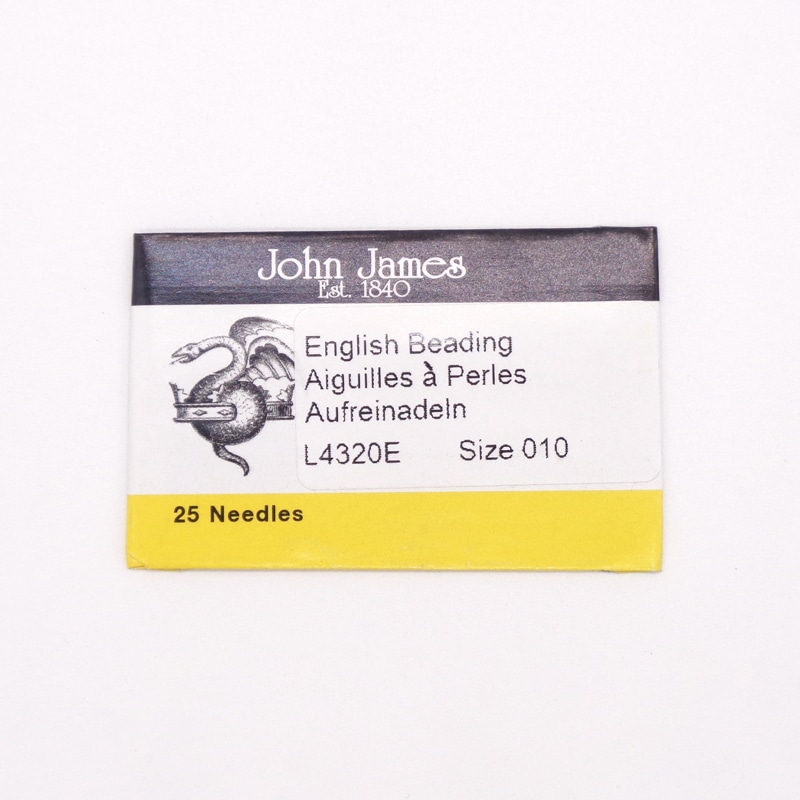 John James
Est. 1840
English Beading
Aiguilles à Perles
Aufreinadeln
L4320E Size 010
25 Needles